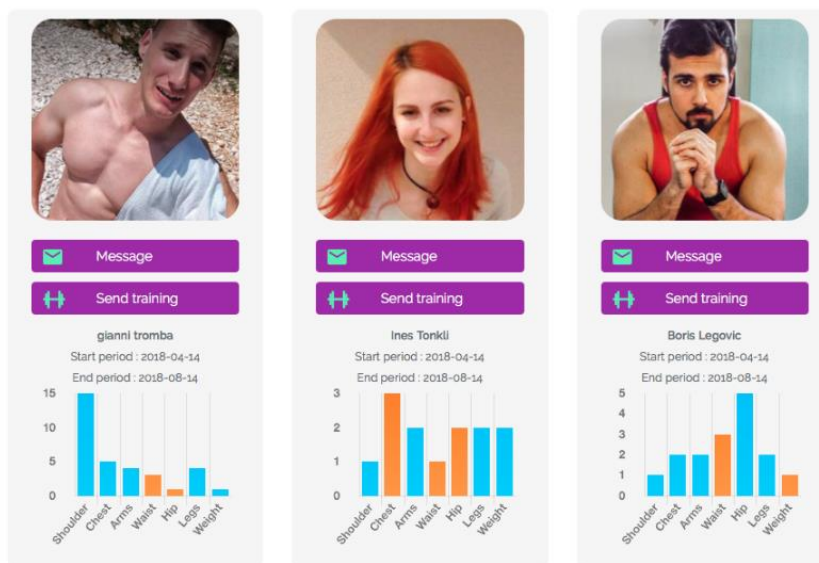 Message
Send training
gianni tromba
Start period : 2018-04-14
End period : 2018-08-14
15
10
5
0
Shoulder
Chest
Arms
Waist
Hip
Legs
Weight
Message
Send training
Ines Tonkli
Start period : 2018-04-14
End period : 2018-08-14
3
2
1
0
Shoulder
Chest
Arms
Waist
Hip
Legs
Weight
Message
Send training
Boris Legovic
Start period : 2018-04-14
End period : 2018-08-14
5
4
3
2
1
0
Shoulder
Chest
Arms
Waist
Hip
Legs
Weight